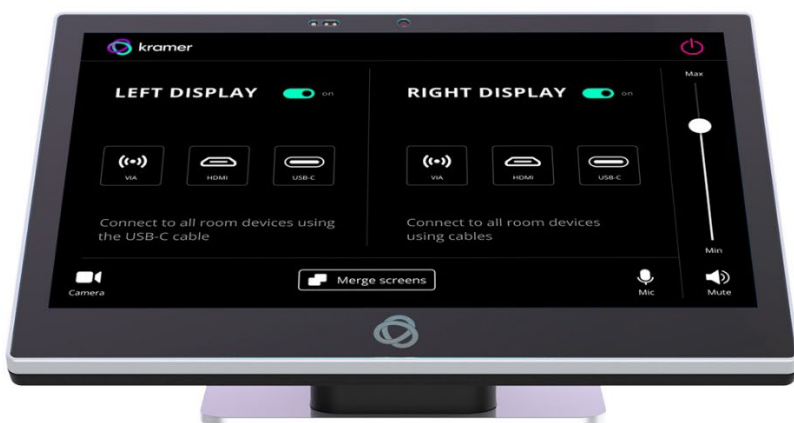 kramer
LEFT DISPLAY
on
VIA
HDMI
USB-C
Connect to all room devices using
the USB-C cable
RIGHT DISPLAY
on
VIA
HDMI
USB-C
Connect to all room devices
using cables
Max
Min
Camera
Merge screens
Mic
Mute